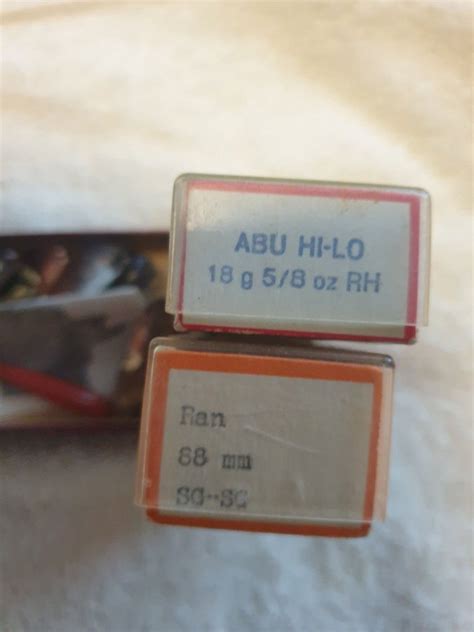 ABU HI-LO
18 g 5/8 oz RH
Ran
88 mm
SG-SG